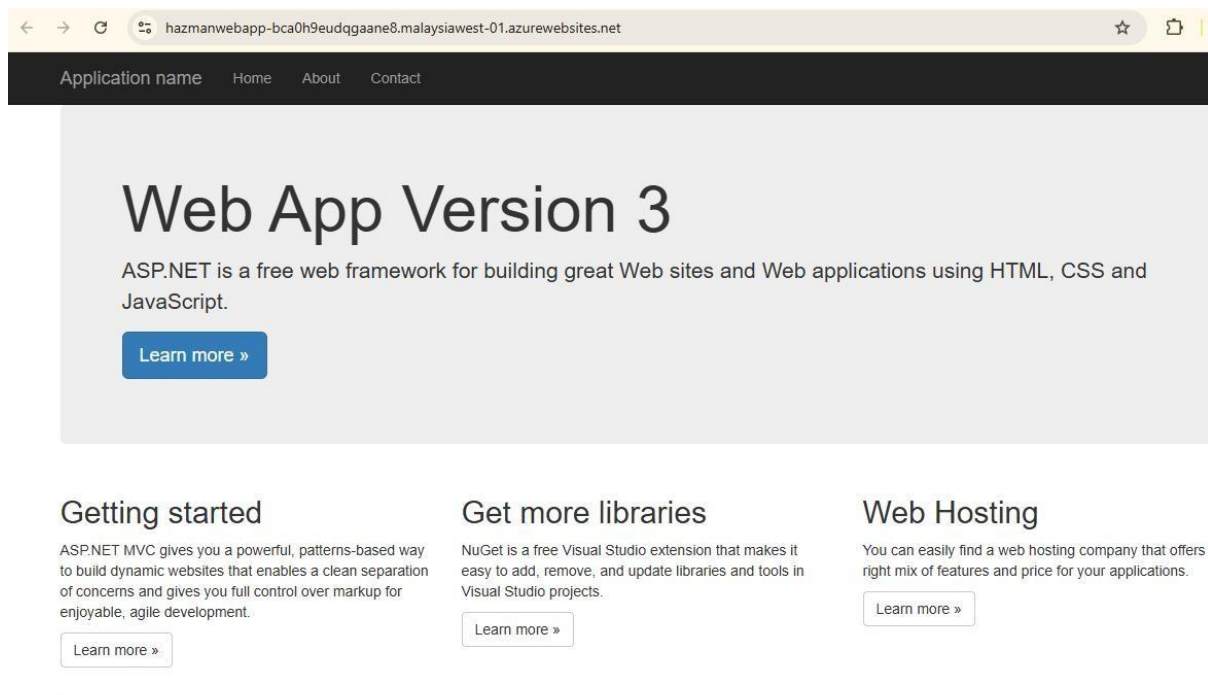 hazmanwebapp-bca0h9eudqgaane8.malaysiawest-01.azurewebsites.net
Application name Home About Contact
Web App Version 3
ASP.NET is a free web framework for building great Web sites and Web applications using HTML, CSS and
JavaScript.
Learn more »
Getting started
ASP.NET MVC gives you a powerful, patterns-based way
to build dynamic websites that enables a clean separation
of concerns and gives you full control over markup for
enjoyable, agile development.
Learn more »
Get more libraries
NuGet is a free Visual Studio extension that makes it
easy to add, remove, and update libraries and tools in
Visual Studio projects.
Learn more »
Web Hosting
You can easily find a web hosting company that offers
right mix of features and price for your applications.
Learn more »